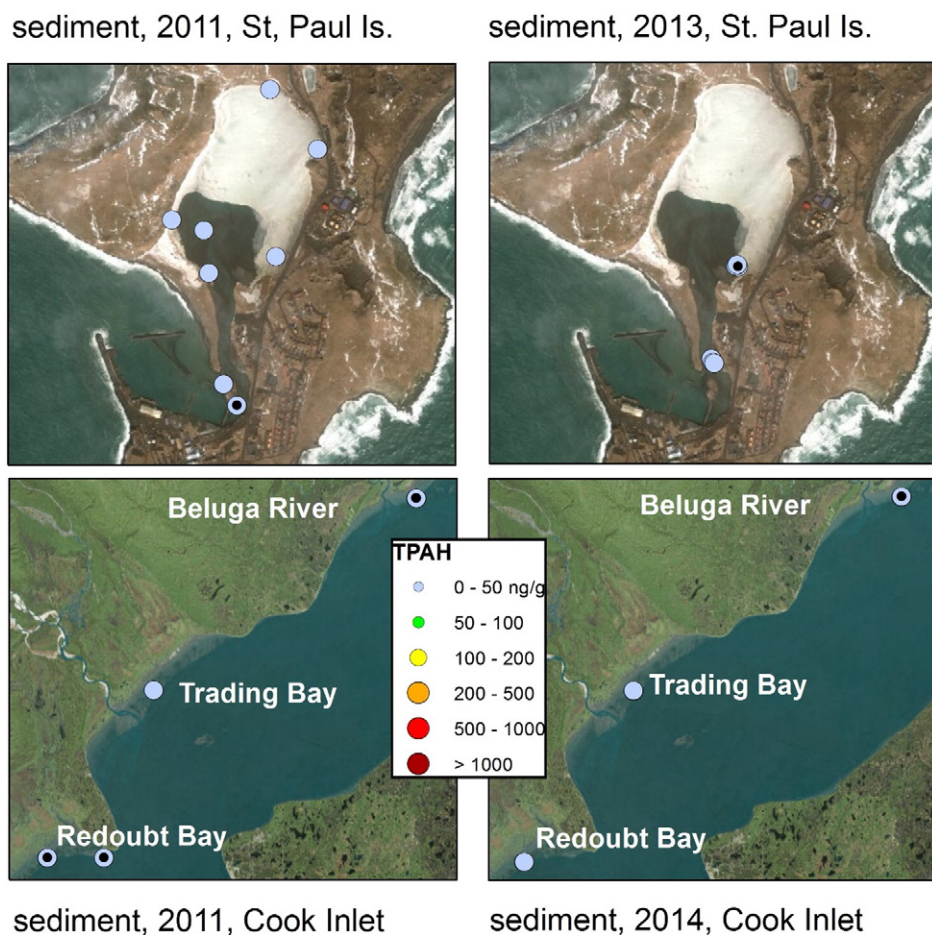 sediment, 2011, St, Paul Is.
sediment, 2013, St. Paul Is.
Beluga River
Trading Bay
Redoubt Bay
TPAH
0 - 50 ng/g
50 - 100
100 - 200
200 - 500
500 - 1000
> 1000
Beluga River
Trading Bay
Redoubt Bay
sediment, 2011, Cook Inlet
sediment, 2014, Cook Inlet